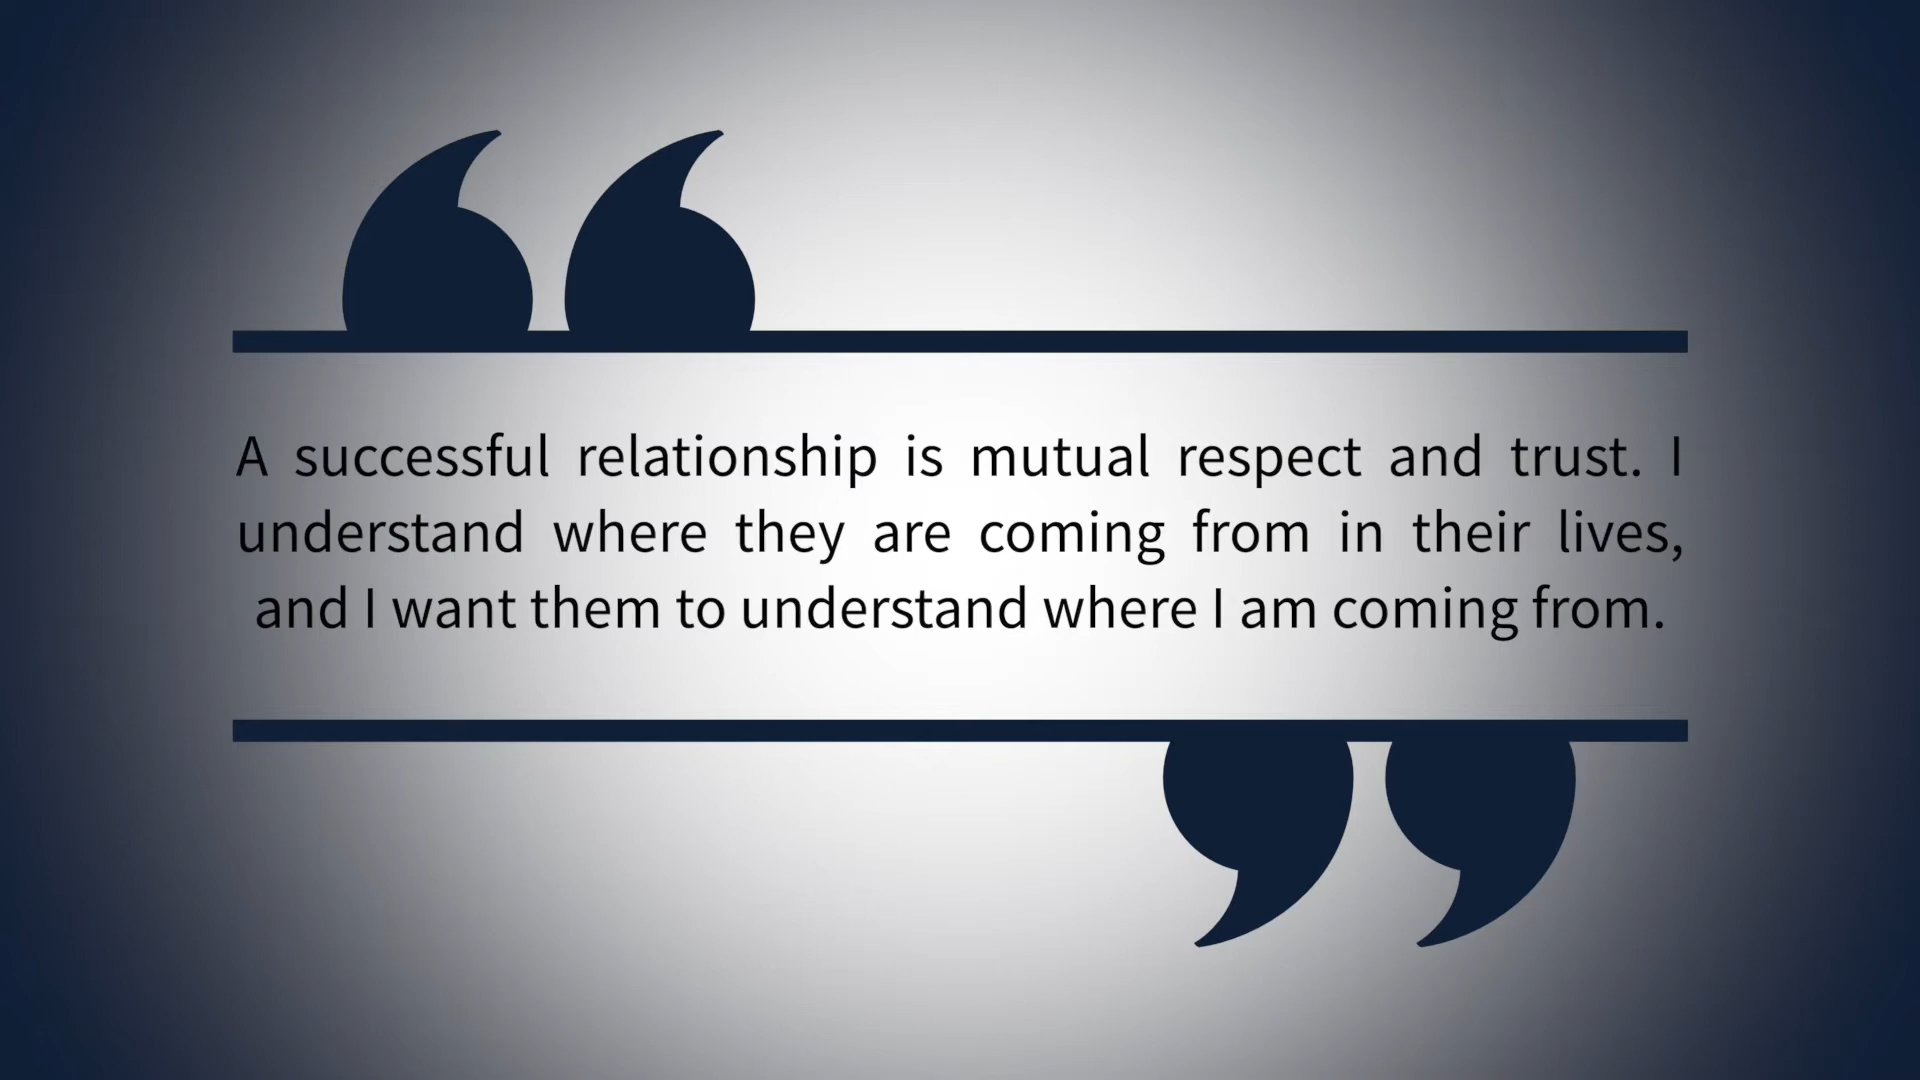 A successful relationship is mutual respect and trust. I
understand where they are coming from in their lives,
and I want them to understand where I am coming from.